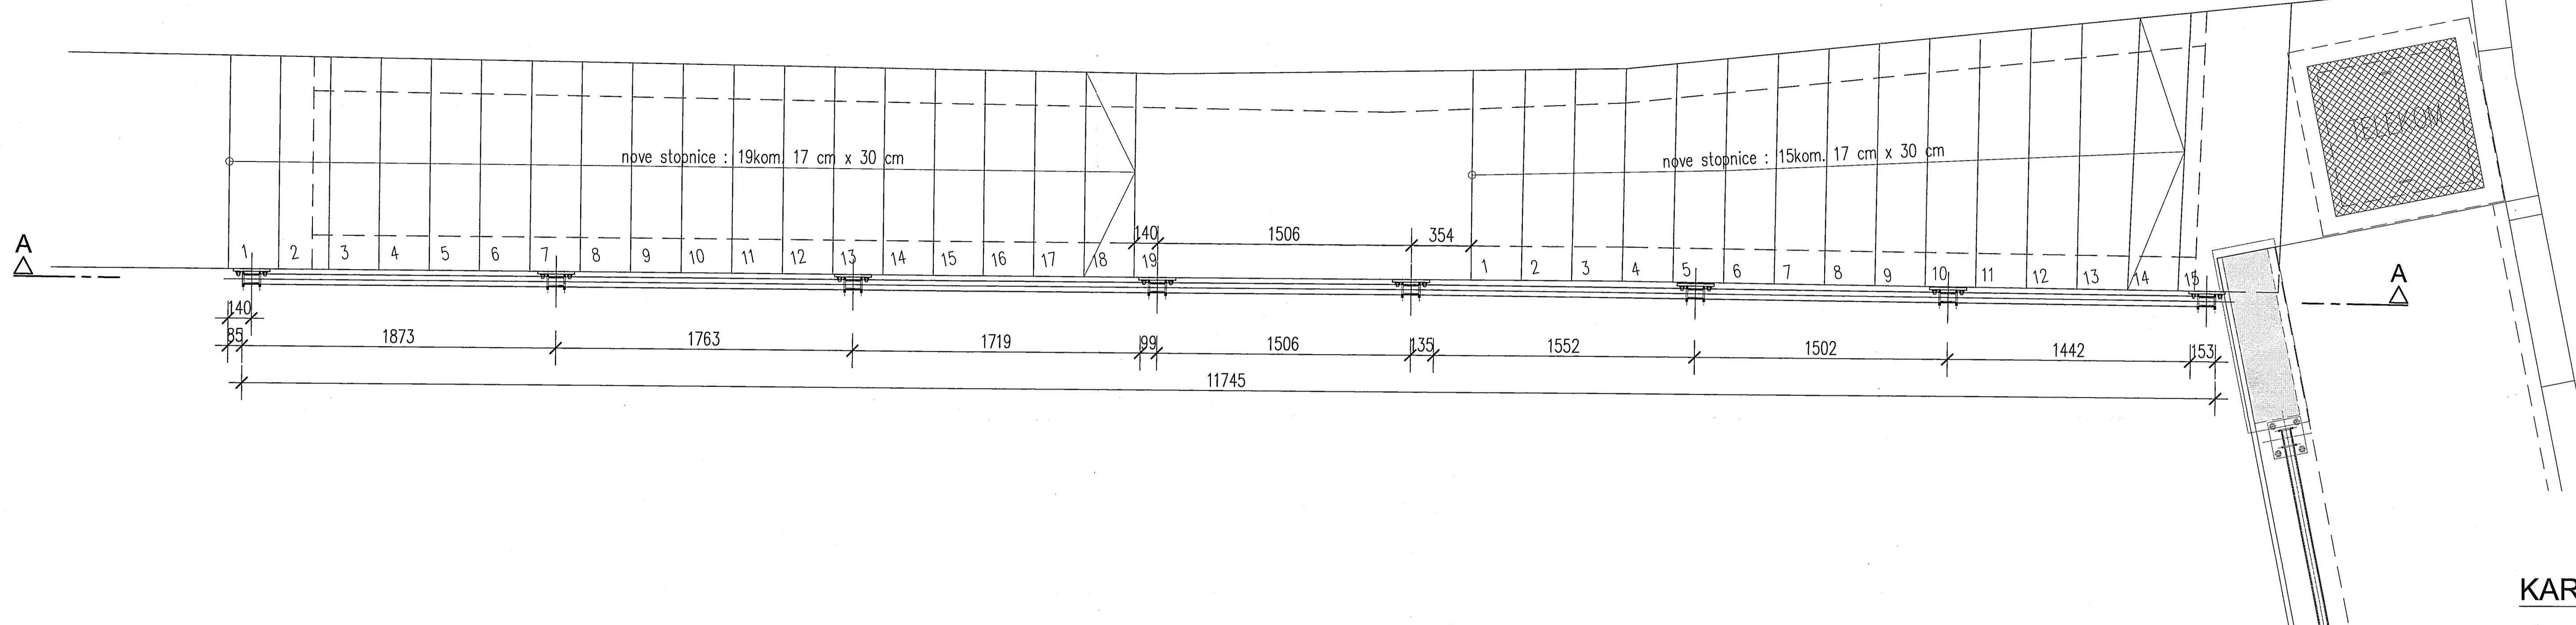 nove stopnice : 19kom. 17 cm x 30 cm
nove stopnice : 15kom. 17 cm x 30 cm
TELEKOM
140 1506 354
A
1 2 3 4 5 6 7 8 9 10 11 12 13 14 15 16 17 18 19
1 2 3 4 5 6 7 8 9 10 11 12 13 14 15
A
140
85 1873 1763 1719 99 1506 135 1552 1502 1442 153
11745
KAR